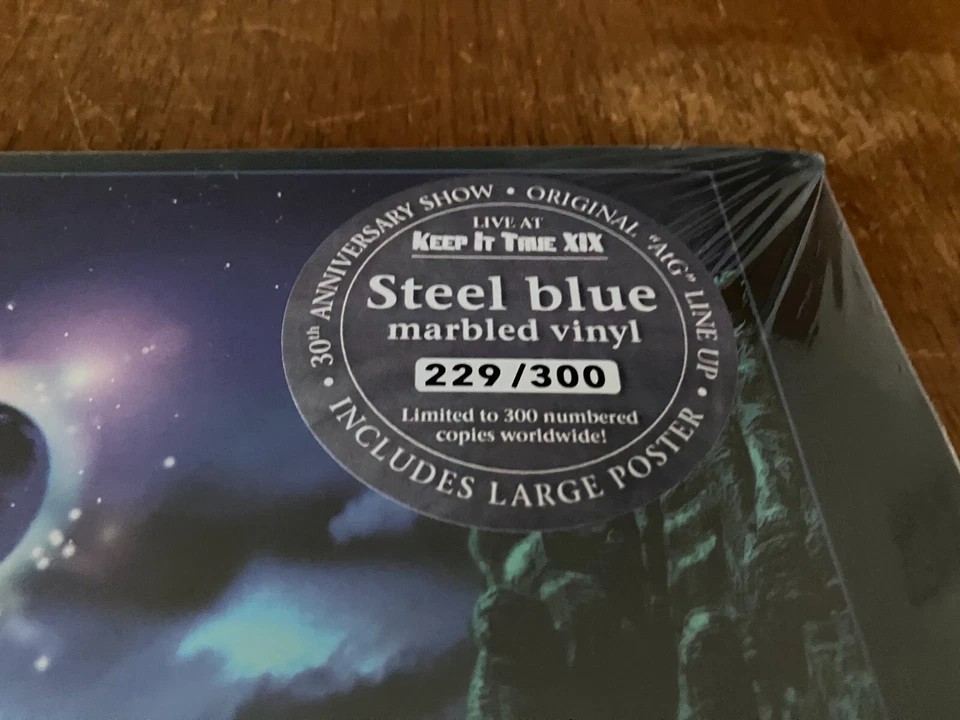 30th ANNIVERSARY SHOW • ORIGINAL "AtG" LINE UP •
INCLUDES LARGE POSTER •
LIVE AT
KEEP IT TRUE XIX
Steel blue
marbled vinyl
229/300
Limited to 300 numbered
copies worldwide!